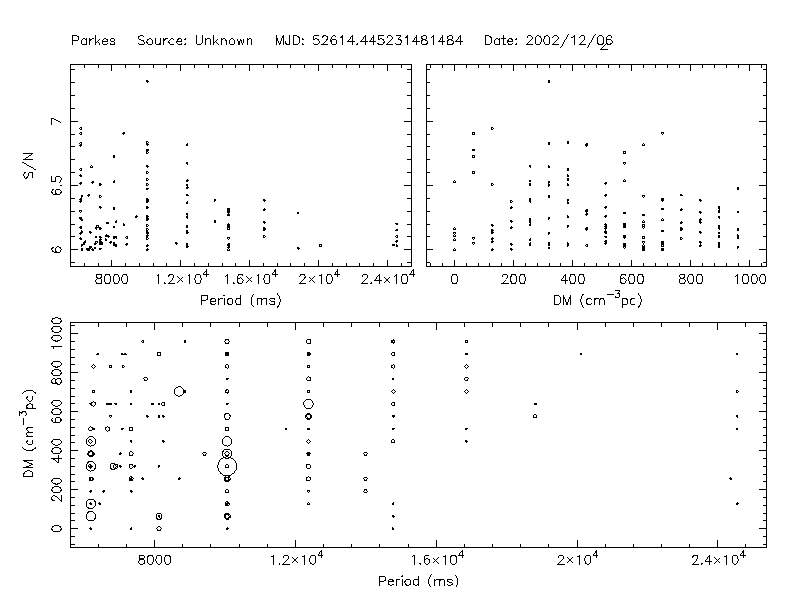 Parkes Source: Unknown MJD: 52614.445231481484 Date: 2002/12/06
7
6.5
6
S/N
8000 1.2×10⁴ 1.6×10⁴ 2×10⁴ 2.4×10⁴
Period (ms)
0 200 400 600 800 1000
DM (cm⁻³pc)
1000
800
600
400
200
0
DM (cm⁻³pc)
8000 1.2×10⁴ 1.6×10⁴ 2×10⁴ 2.4×10⁴
Period (ms)